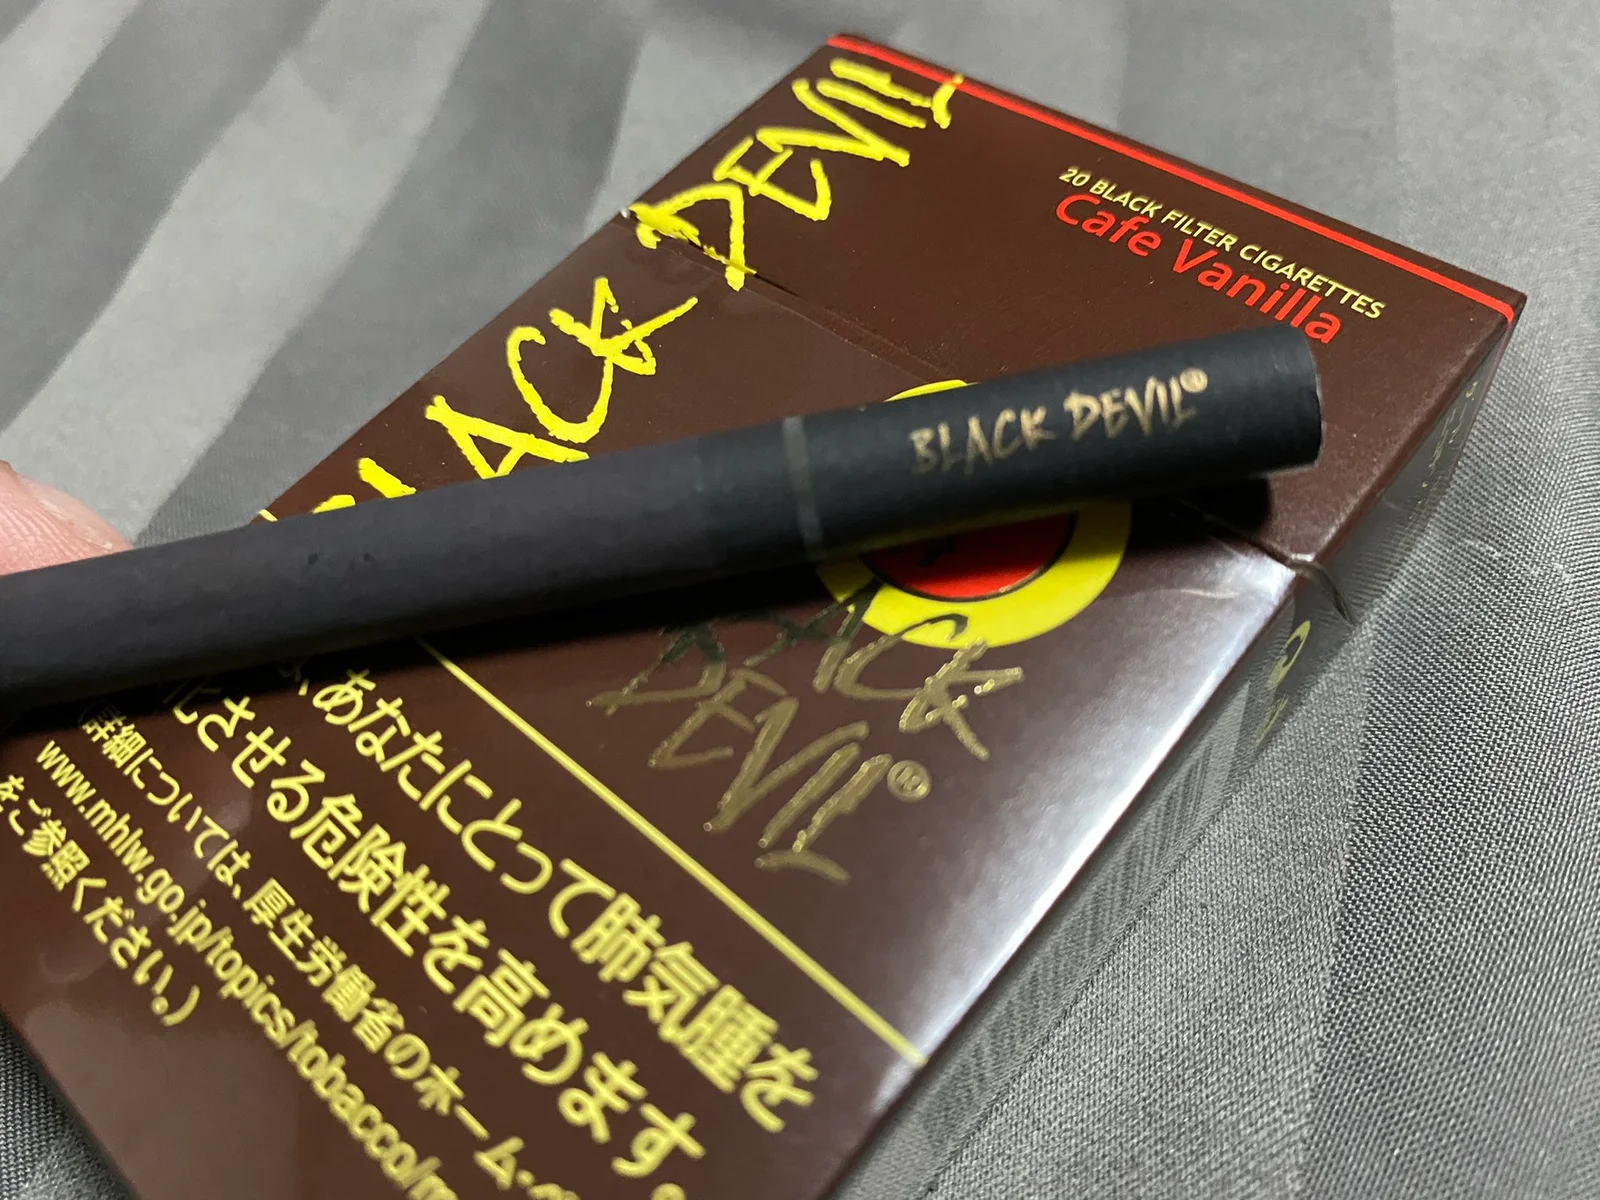 BLACK DEVIL
20 BLACK FILTER CIGARETTES
Cafe Vanilla
BLACK DEVIL®
DEVIL®
あなたにとって肺気腫を
化させる危険性を高めます。
(詳細については、厚生労働省のホーム・ペ
www.mhlw.go.jp/topics/tobacco/m
をご参照ください。)